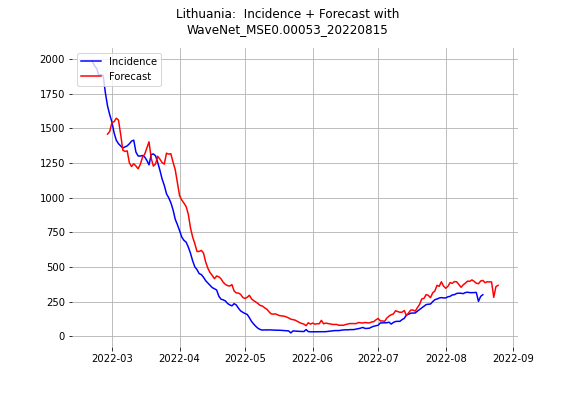 Lithuania:  Incidence + Forecast with
WaveNet_MSE0.00053_20220815
Incidence
Forecast
2000
1750
1500
1250
1000
750
500
250
0
2022-03 2022-04 2022-05 2022-06 2022-07 2022-08 2022-09